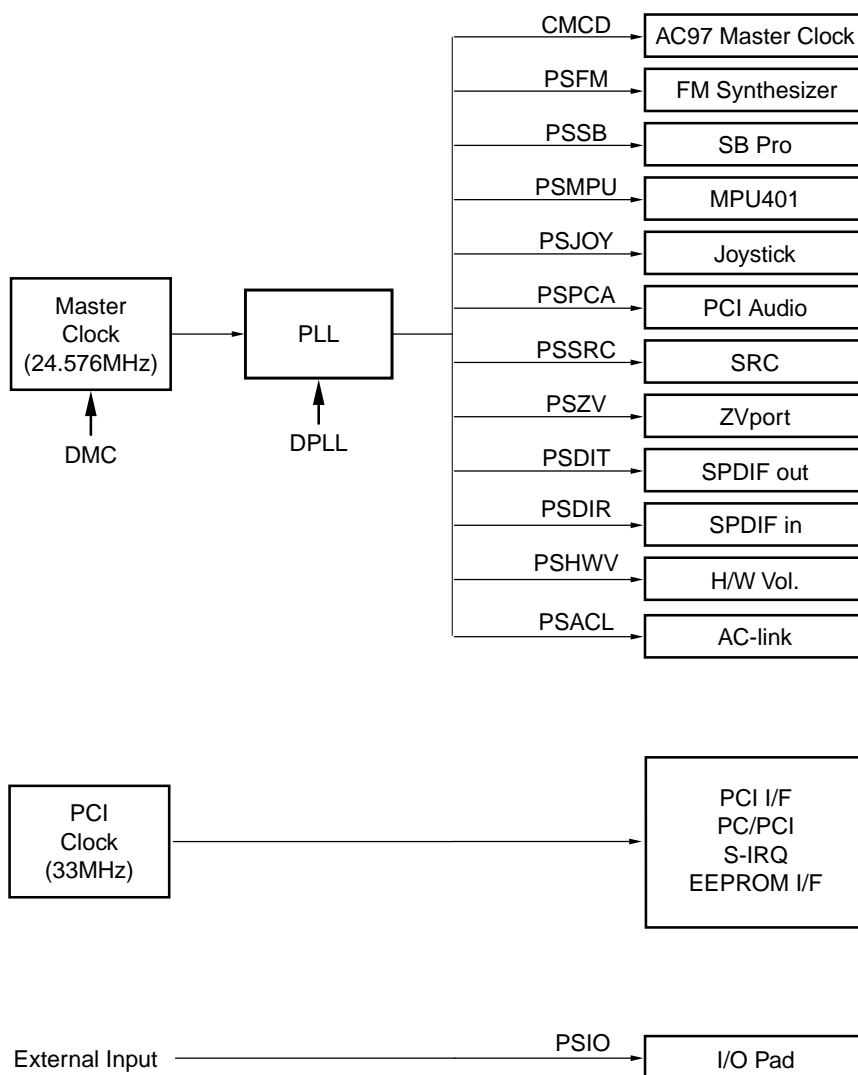 CMCD
AC97 Master Clock
PSFM
FM Synthesizer
PSSB
SB Pro
PSMPU
MPU401
PSJOY
Joystick
Master
Clock
(24.576MHz)
PLL
PSPCA
PCI Audio
PSSRC
SRC
PSZV
ZVport
DMC
DPLL
PSDIT
SPDIF out
PSDIR
SPDIF in
PSHWV
H/W Vol.
PSACL
AC-link
PCI
Clock
(33MHz)
PCI I/F
PC/PCI
S-IRQ
EEPROM I/F
External Input
PSIO
I/O Pad